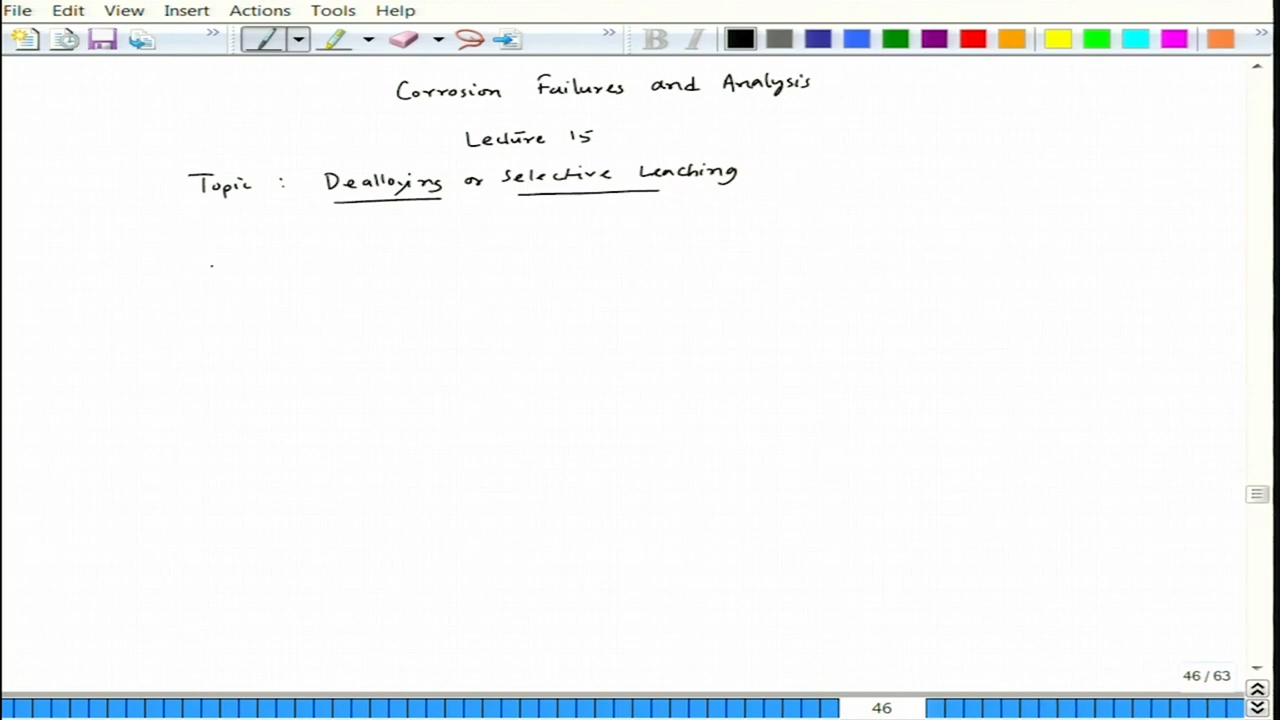 File Edit View Insert Actions Tools Help
B I
Corrosion Failures and Analysis
Lecture 15
Topic : Dealloying or Selective Leaching
46 / 63
46